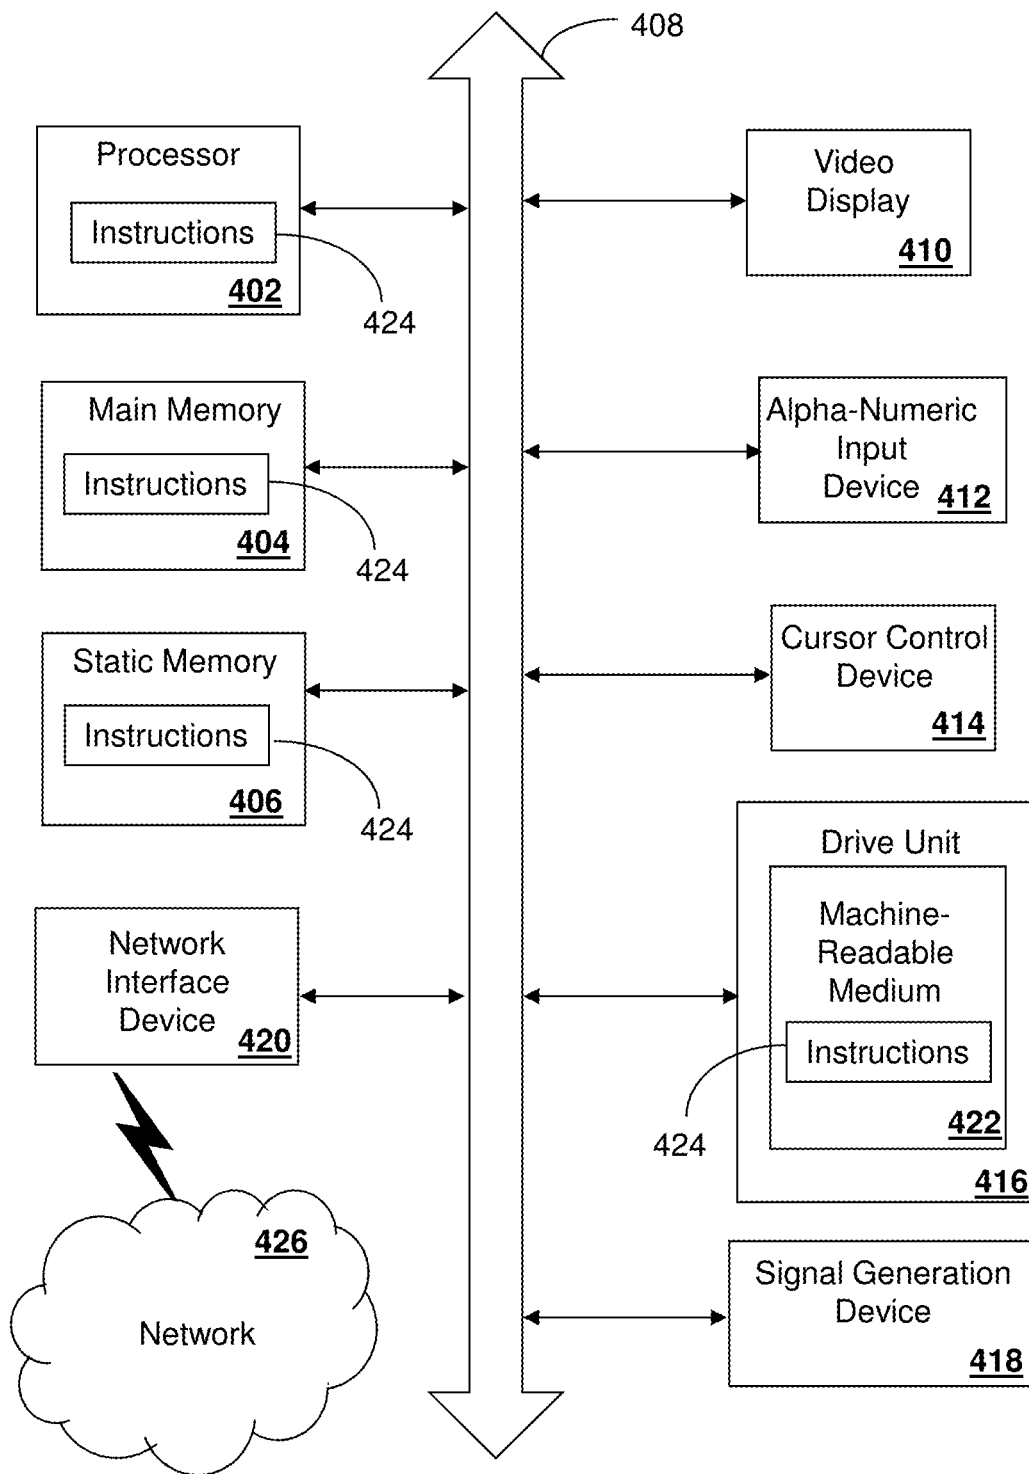 408
Processor
Instructions
402
424
Main Memory
Instructions
404
424
Static Memory
Instructions
406
424
Network
Interface
Device
420
426
Network
Video
Display
410
Alpha-Numeric
Input
Device
412
Cursor Control
Device
414
Drive Unit
Machine-
Readable
Medium
Instructions
422
424
416
Signal Generation
Device
418